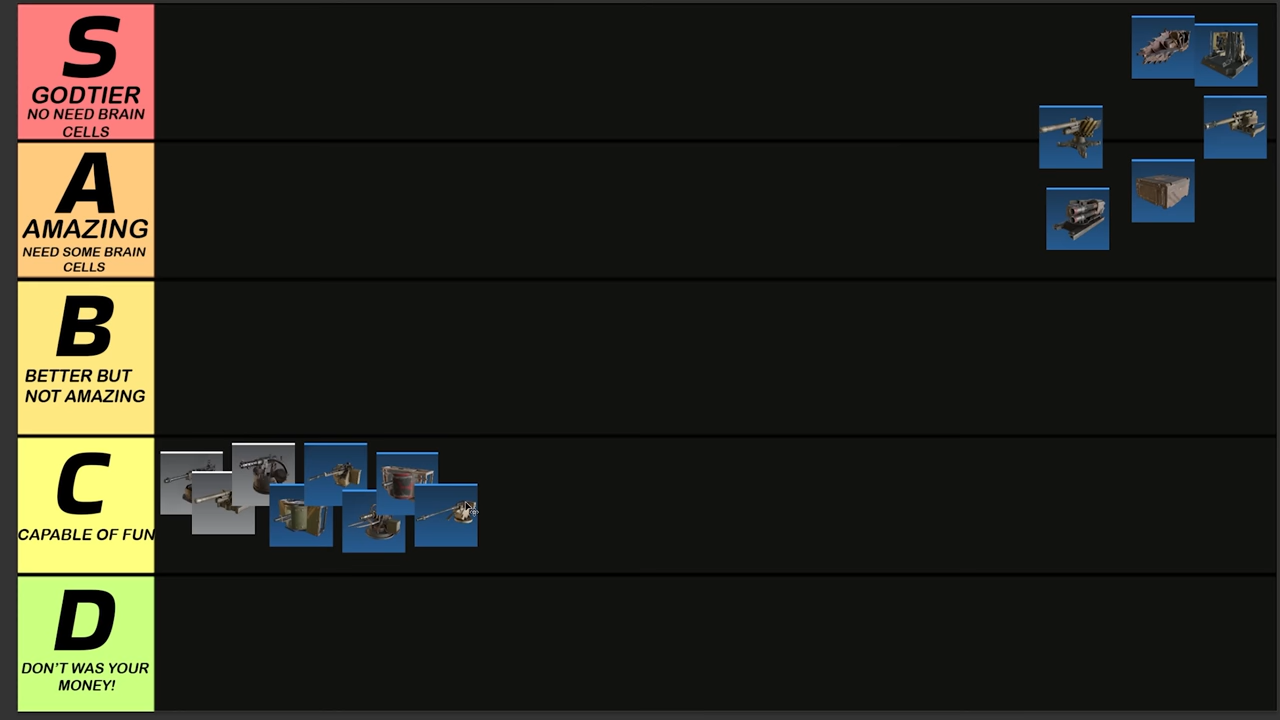 S
GODTIER
NO NEED BRAIN
CELLS
A
AMAZING
NEED SOME BRAIN
CELLS
B
BETTER BUT
NOT AMAZING
C
CAPABLE OF FUN
D
DON'T WAS YOUR
MONEY!